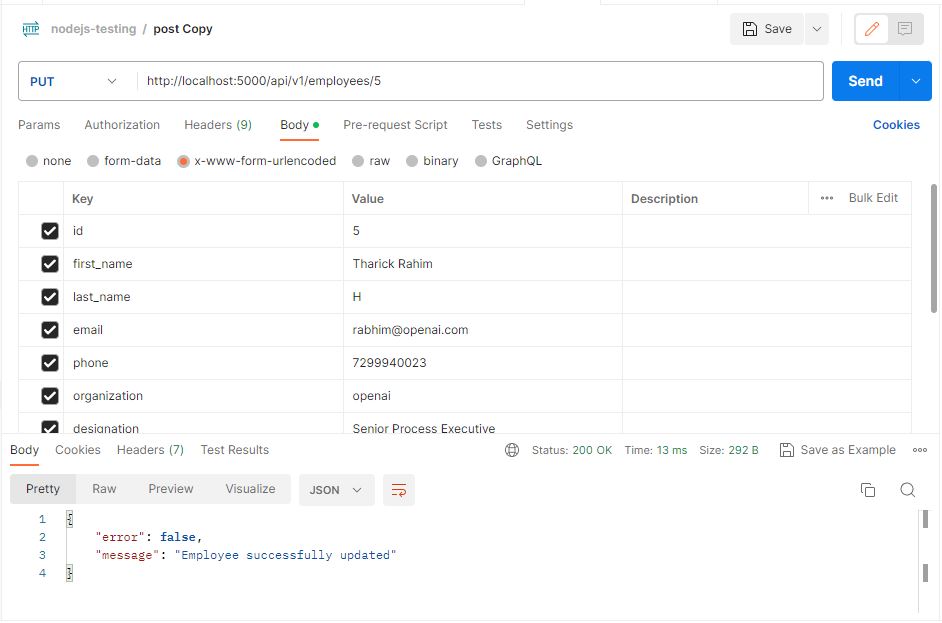 HTTP nodejs-testing / post Copy Save
PUT http://localhost:5000/api/v1/employees/5 Send
Params Authorization Headers (9) Body Pre-request Script Tests Settings Cookies
none form-data x-www-form-urlencoded raw binary GraphQL
Key Value Description ••• Bulk Edit
id 5
first_name Tharick Rahim
last_name H
email rabhim@openai.com
phone 7299940023
organization openai
designation Senior Process Executive
Body Cookies Headers (7) Test Results Status: 200 OK Time: 13 ms Size: 292 B Save as Example •••
Pretty Raw Preview Visualize JSON
1 {
2 "error": false,
3 "message": "Employee successfully updated"
4 }